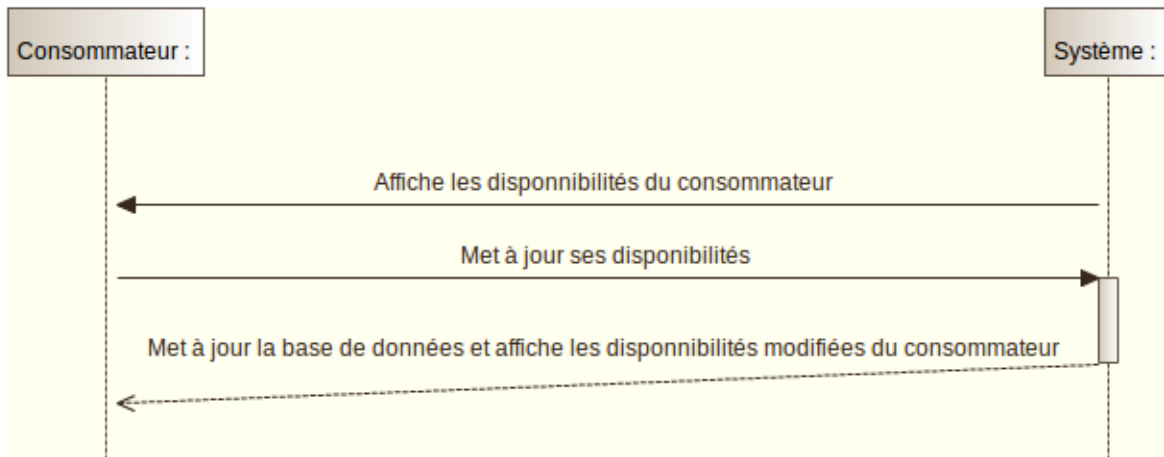 Consommateur :
Système :
Affiche les disponnibilités du consommateur
Met à jour ses disponibilités
Met à jour la base de données et affiche les disponnibilités modifiées du consommateur